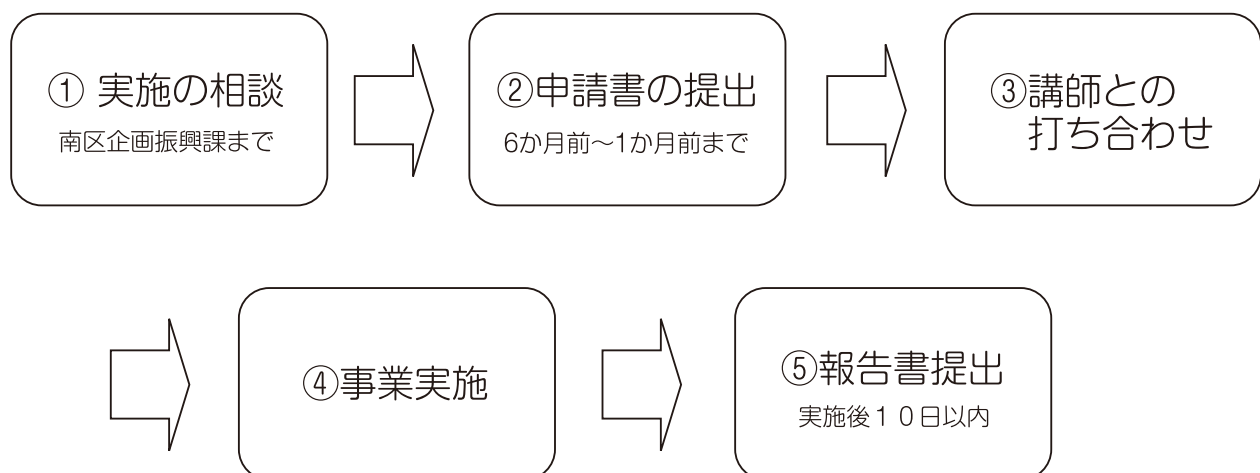 ① 実施の相談
南区企画振興課まで
②申請書の提出
6か月前～1か月前まで
③講師との
打ち合わせ
④事業実施
⑤報告書提出
実施後１０日以内